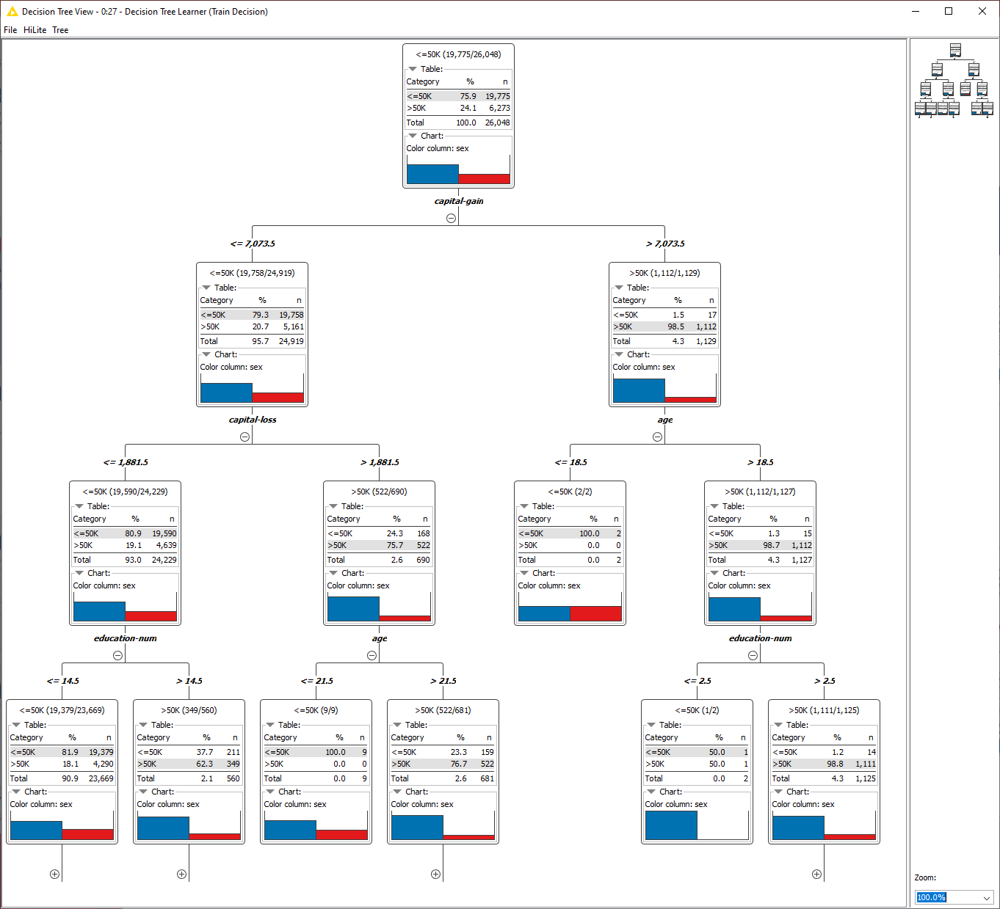 Decision Tree View - 0:27 - Decision Tree Learner (Train Decision)
File HiLite Tree
<=50K (19,775/26,048)
Table:
Category % n
<=50K 75.9 19,775
>50K 24.1 6,273
Total 100.0 26,048
Chart:
Color column: sex
capital-gain
<= 7,073.5
> 7,073.5
<=50K (19,758/24,919)
Table:
Category % n
<=50K 79.3 19,758
>50K 20.7 5,161
Total 95.7 24,919
Chart:
Color column: sex
capital-loss
>50K (1,112/1,129)
Table:
Category % n
<=50K 1.5 17
>50K 98.5 1,112
Total 4.3 1,129
Chart:
Color column: sex
age
<= 1,881.5
> 1,881.5
<= 18.5
> 18.5
<=50K (19,590/24,229)
Table:
Category % n
<=50K 80.9 19,590
>50K 19.1 4,639
Total 93.0 24,229
Chart:
Color column: sex
education-num
>50K (522/690)
Table:
Category % n
<=50K 24.3 168
>50K 75.7 522
Total 2.6 690
Chart:
Color column: sex
age
<=50K (2/2)
Table:
Category % n
<=50K 100.0 2
>50K 0.0 0
Total 0.0 2
Chart:
Color column: sex
>50K (1,112/1,127)
Table:
Category % n
<=50K 1.3 15
>50K 98.7 1,112
Total 4.3 1,127
Chart:
Color column: sex
education-num
<= 14.5
> 14.5
<= 21.5
> 21.5
<= 2.5
> 2.5
<=50K (19,379/23,669)
Table:
Category % n
<=50K 81.9 19,379
>50K 18.1 4,290
Total 90.9 23,669
Chart:
Color column: sex
>50K (349/560)
Table:
Category % n
<=50K 37.7 211
>50K 62.3 349
Total 2.1 560
Chart:
Color column: sex
<=50K (9/9)
Table:
Category % n
<=50K 100.0 9
>50K 0.0 0
Total 0.0 9
Chart:
Color column: sex
>50K (522/681)
Table:
Category % n
<=50K 23.3 159
>50K 76.7 522
Total 2.6 681
Chart:
Color column: sex
<=50K (1/2)
Table:
Category % n
<=50K 50.0 1
>50K 50.0 1
Total 0.0 2
Chart:
Color column: sex
>50K (1,111/1,125)
Table:
Category % n
<=50K 1.2 14
>50K 98.8 1,111
Total 4.3 1,125
Chart:
Color column: sex
Zoom:
100.0%